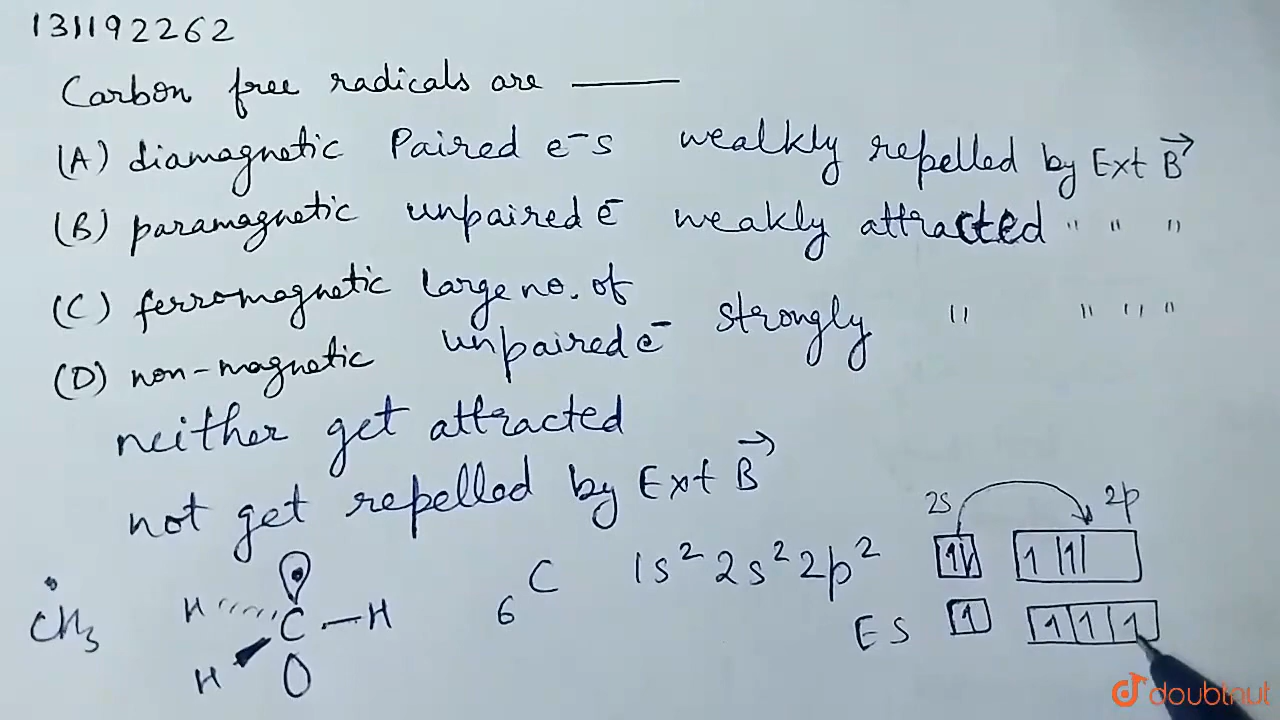 131192262
Carbon free radicals are ———
(A) diamagnetic Paired e⁻s wealkly repelled by Ext B⃗
(B) paramagnetic unpaired e⁻ weakly attracted " " "
(C) ferromagnetic large no. of
unpaired e⁻ strongly " " " "
(D) non-magnetic
neither get attracted
not get repelled by Ext B⃗
2s 2p
ĊH₃ H C H H
₆C 1s² 2s² 2p² 1⇂ 1 1
ES 1 1 1 1
doubtnut